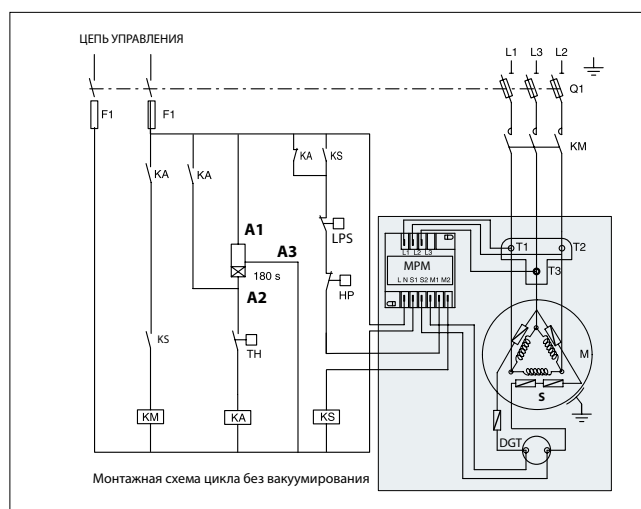 ЦЕПЬ УПРАВЛЕНИЯ
L1 L3 L2
Q1
F1 F1
KM
KA KA KA KS
A1
LPS
A3
180 s
HP
A2
TH
KS
KM KA KS
L1 L2 L3
MPM
L N S1 S2 M1 M2
T1 T2
T3
M
S
DGT
Монтажная схема цикла без вакуумирования